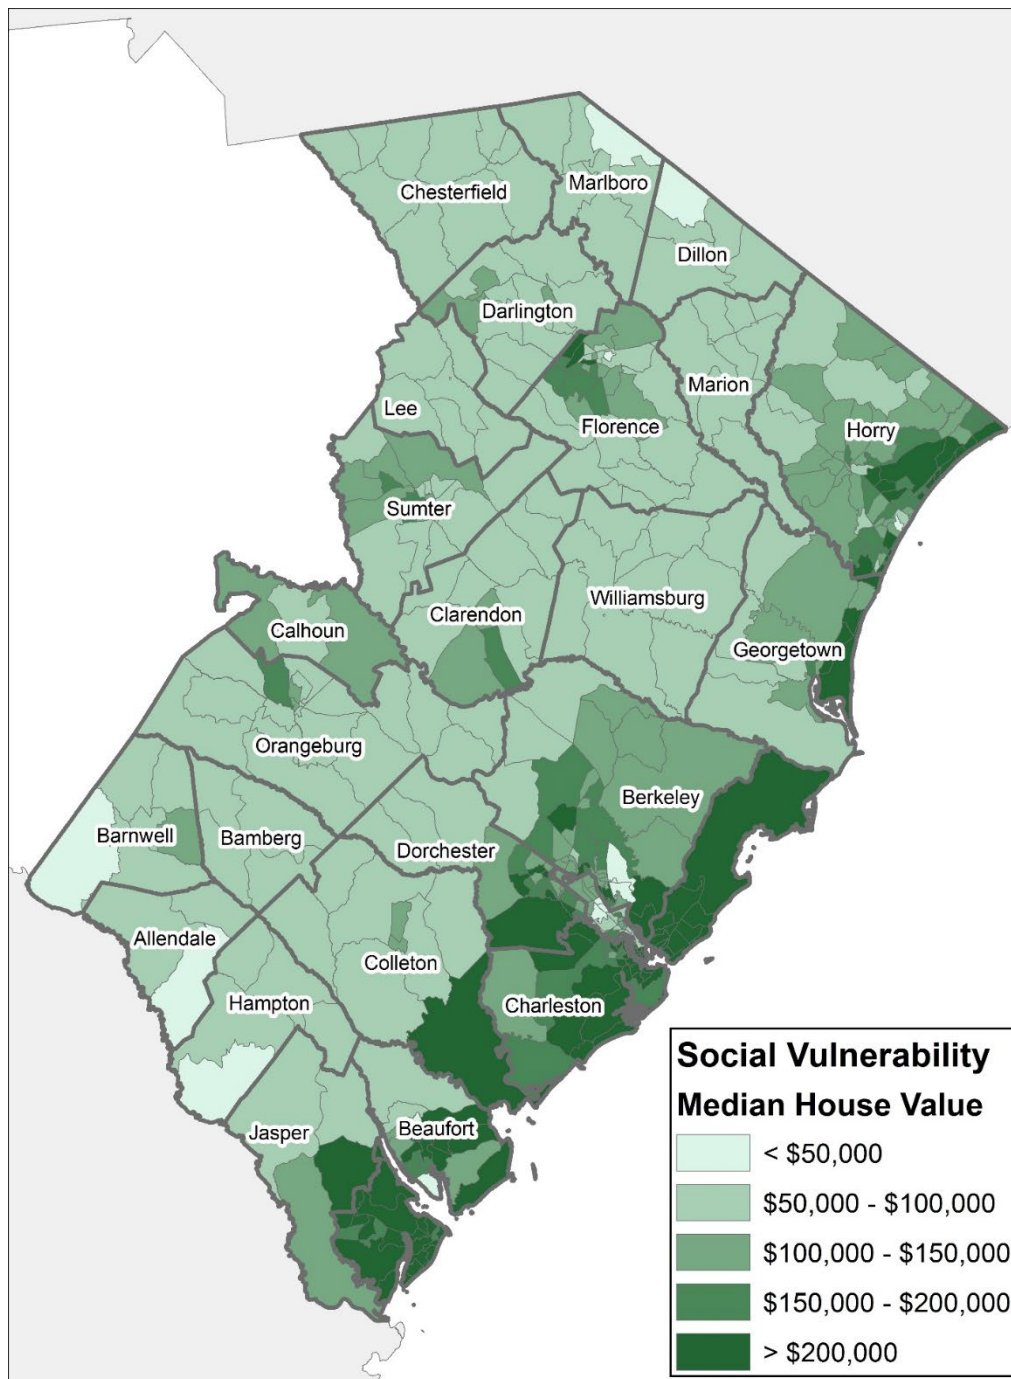 Chesterfield
Marlboro
Dillon
Darlington
Marion
Lee
Florence
Horry
Sumter
Williamsburg
Clarendon
Calhoun
Georgetown
Orangeburg
Berkeley
Barnwell
Bamberg
Dorchester
Allendale
Colleton
Hampton
Charleston
Beaufort
Jasper
Social Vulnerability
Median House Value
< $50,000
$50,000 - $100,000
$100,000 - $150,000
$150,000 - $200,000
> $200,000